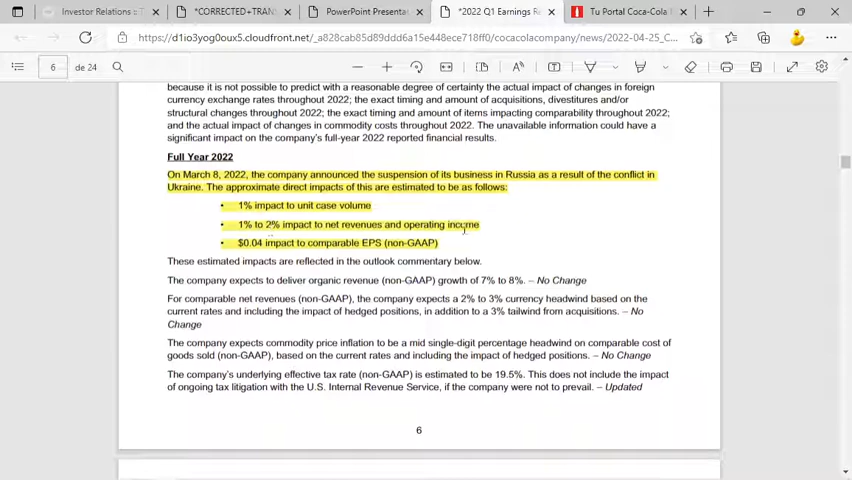 Investor Relations :: T
*CORRECTED+TRAN
PowerPoint Presenta
*2022 Q1 Earnings Re
Tu Portal Coca-Cola
https://d1io3yog0oux5.cloudfront.net/_a828cab85d89ddd6a15e448ece718ff0/cocacolacompany/news/2022-04-25_C...
6 de 24
because it is not possible to predict with a reasonable degree of certainty the actual impact of changes in foreign
currency exchange rates throughout 2022; the exact timing and amount of acquisitions, divestitures and/or
structural changes throughout 2022; the exact timing and amount of items impacting comparability throughout 2022;
and the actual impact of changes in commodity costs throughout 2022. The unavailable information could have a
significant impact on the company's full-year 2022 reported financial results.
Full Year 2022
On March 8, 2022, the company announced the suspension of its business in Russia as a result of the conflict in
Ukraine. The approximate direct impacts of this are estimated to be as follows:
• 1% impact to unit case volume
• 1% to 2% impact to net revenues and operating income
• $0.04 impact to comparable EPS (non-GAAP)
These estimated impacts are reflected in the outlook commentary below.
The company expects to deliver organic revenue (non-GAAP) growth of 7% to 8%. – No Change
For comparable net revenues (non-GAAP), the company expects a 2% to 3% currency headwind based on the
current rates and including the impact of hedged positions, in addition to a 3% tailwind from acquisitions. – No
Change
The company expects commodity price inflation to be a mid single-digit percentage headwind on comparable cost of
goods sold (non-GAAP), based on the current rates and including the impact of hedged positions. – No Change
The company's underlying effective tax rate (non-GAAP) is estimated to be 19.5%. This does not include the impact
of ongoing tax litigation with the U.S. Internal Revenue Service, if the company were not to prevail. – Updated
6